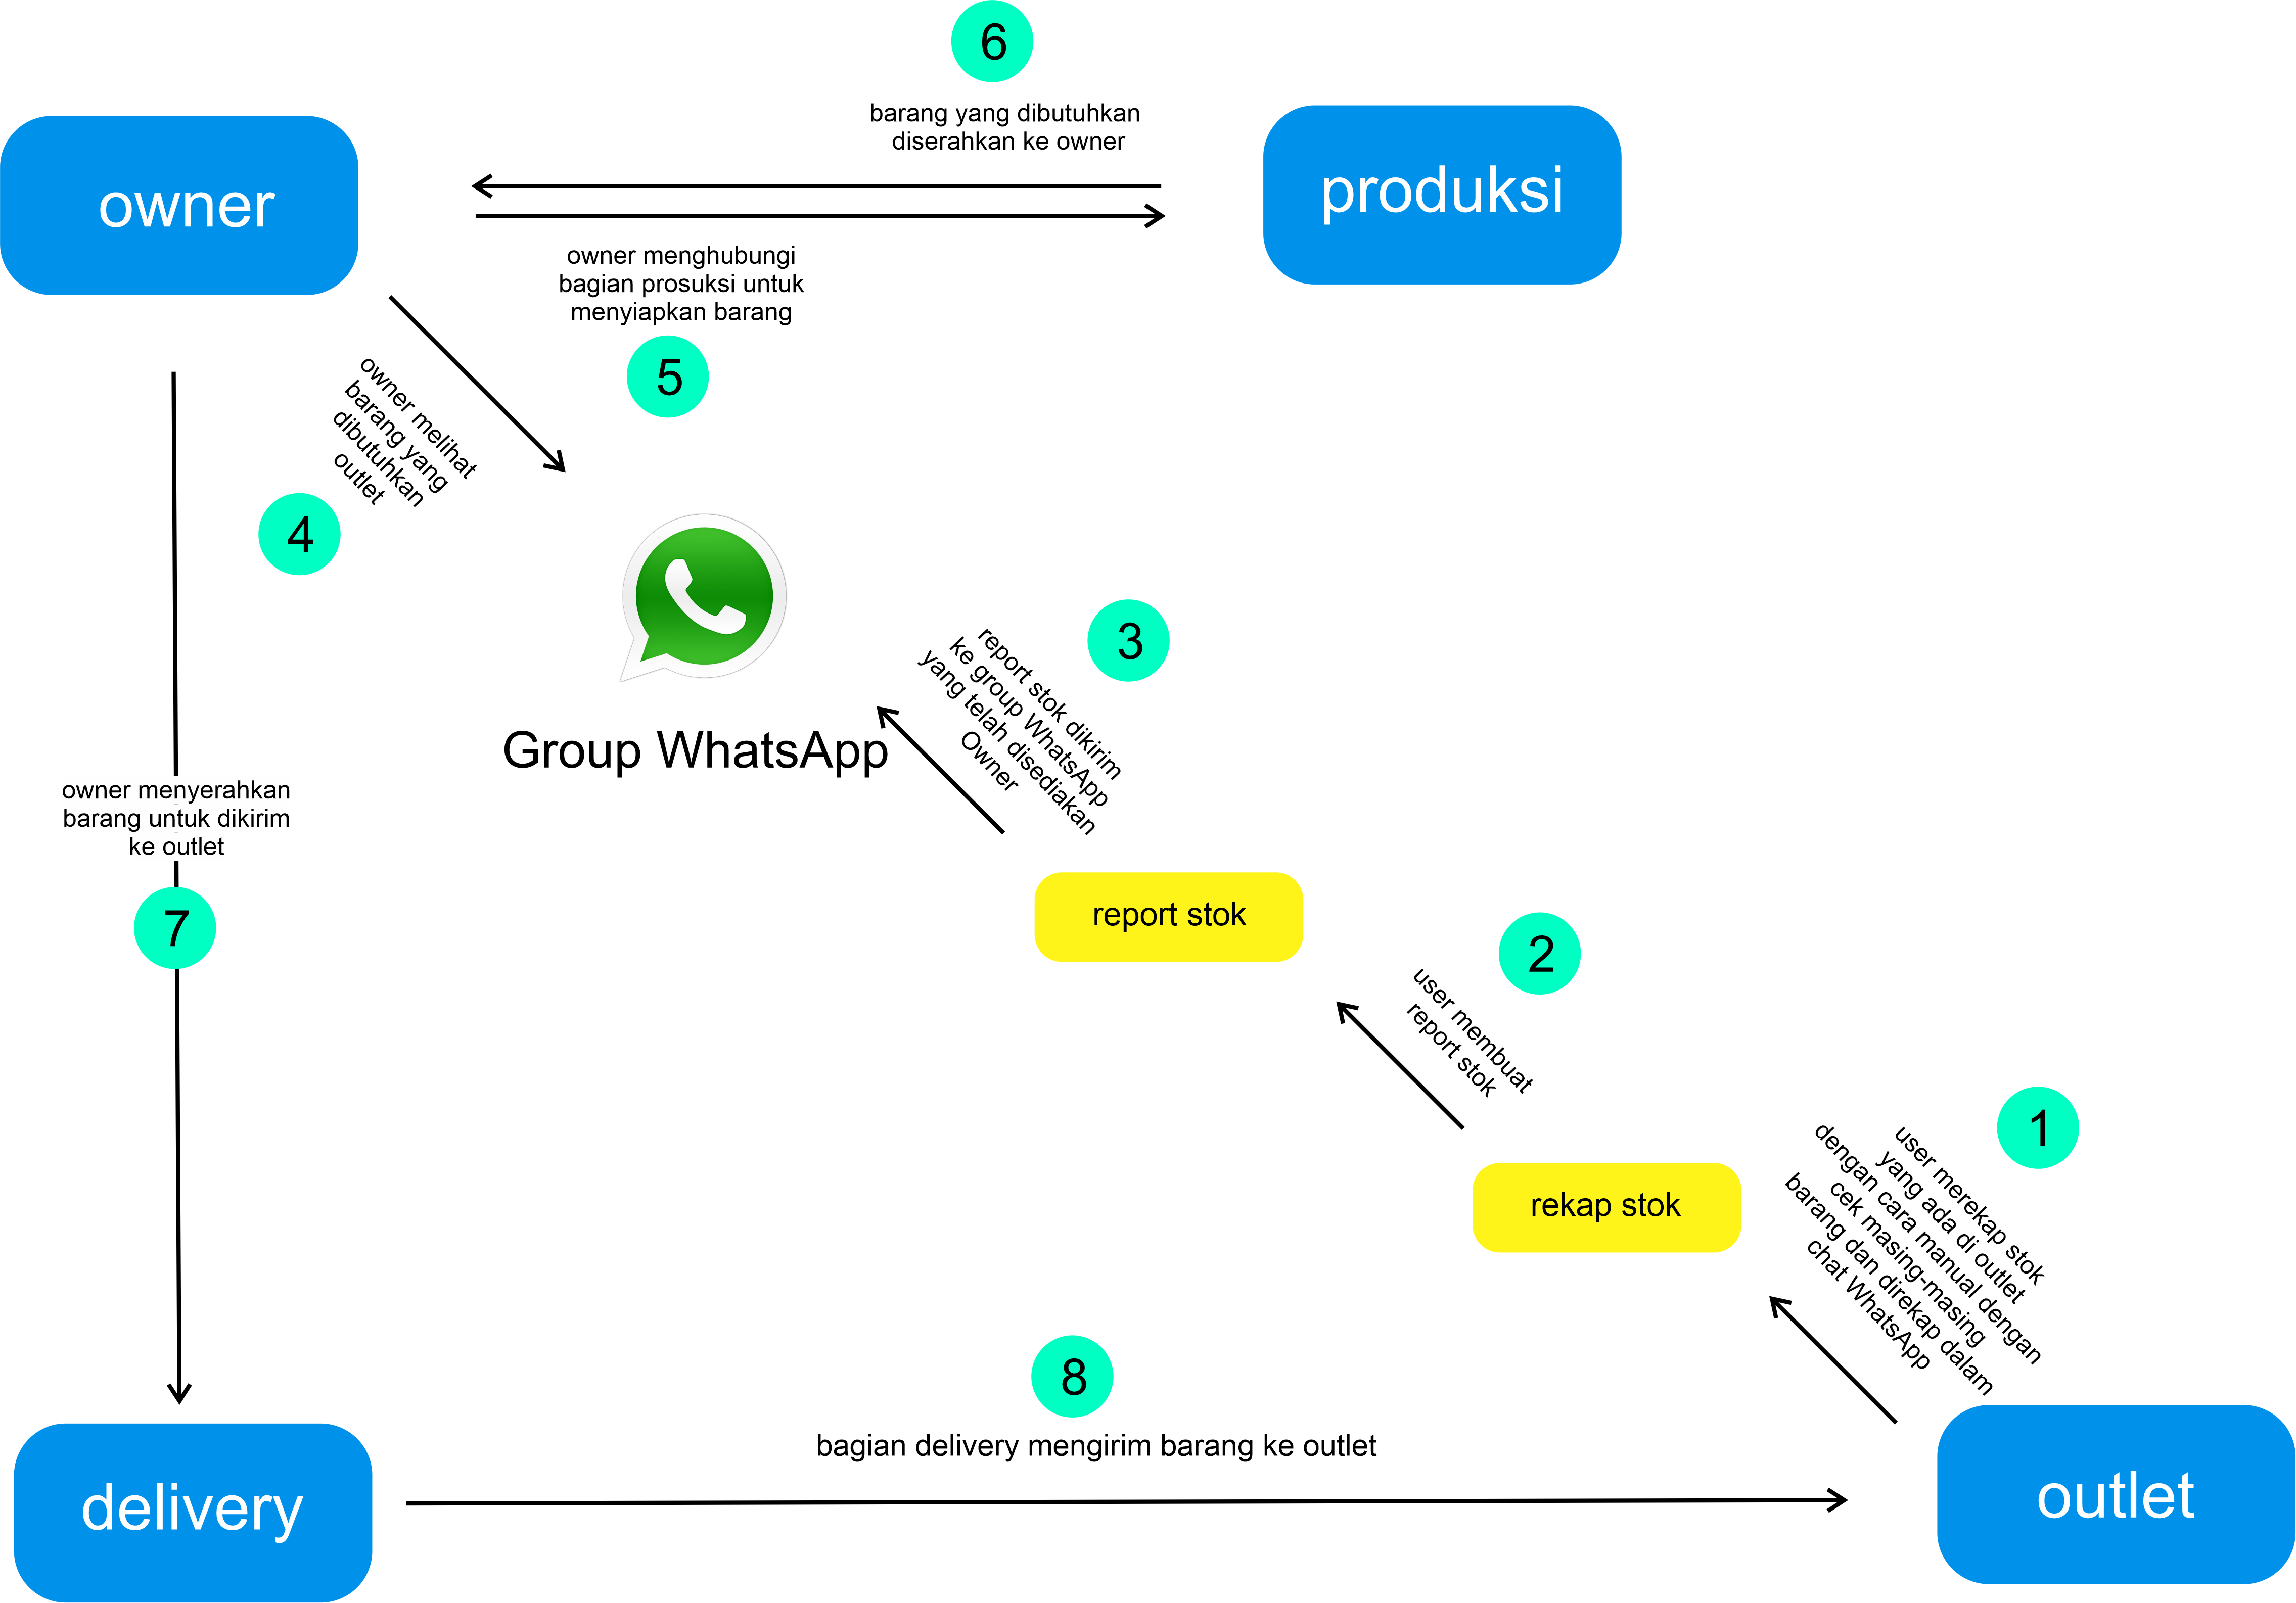 6
barang yang dibutuhkan
diserahkan ke owner
owner
produksi
owner menghubungi
bagian prosuksi untuk
menyiapkan barang
5
owner melihat
barang yang
dibutuhkan
outlet
4
Group WhatsApp
3
report stok dikirim
ke group WhatsApp
yang telah disediakan
Owner
owner menyerahkan
barang untuk dikirim
ke outlet
7
report stok
2
user membuat
report stok
rekap stok
1
user merekap stok
yang ada di outlet
dengan cara manual dengan
cek masing-masing
barang dan direkap dalam
chat WhatsApp
8
bagian delivery mengirim barang ke outlet
delivery
outlet